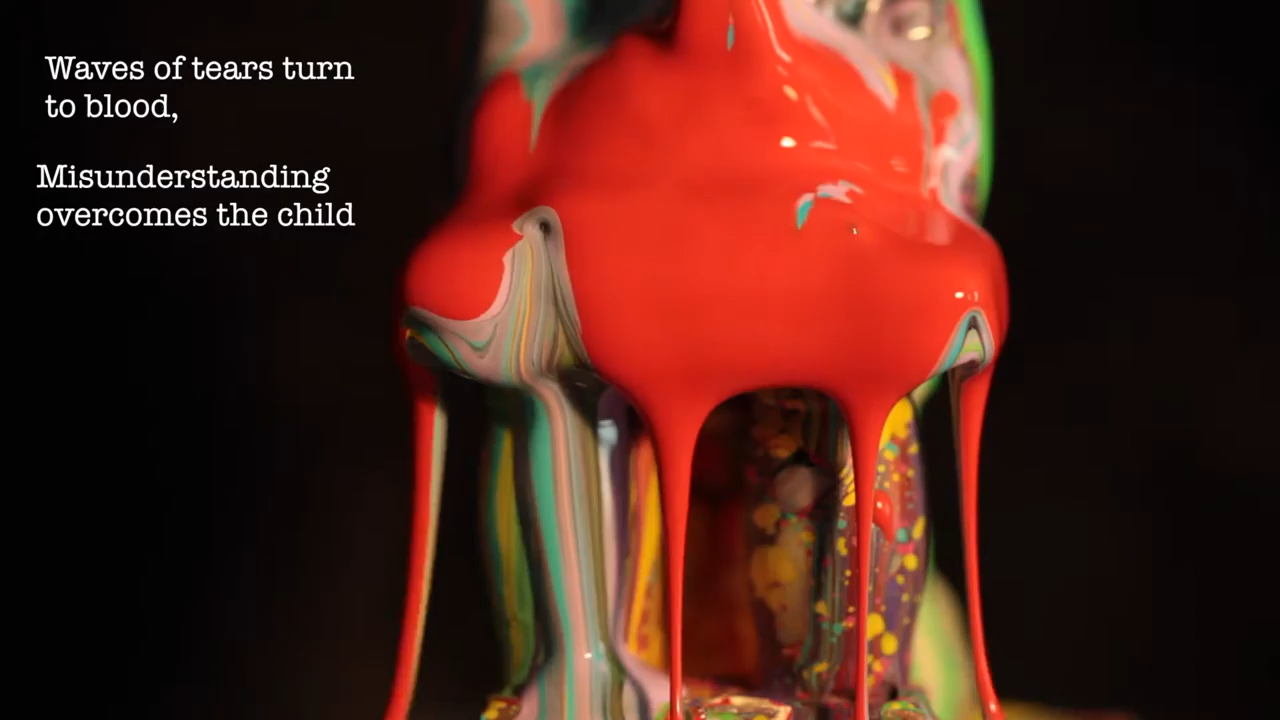 Waves of tears turn
to blood,
Misunderstanding
overcomes the child